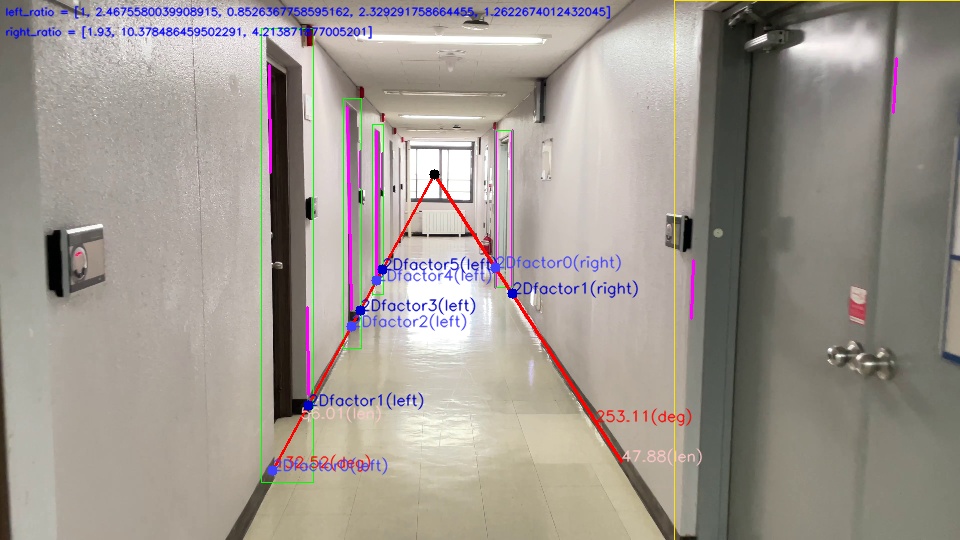 left_ratio = [1, 2.4675580039908915, 0.8526367758595162, 2.329291758664455, 1.2622674012432045]
right_ratio = [1.93, 10.378486459502291, 4.213871777005201]
2Dfactor5(left)
2Dfactor0(right)
2Dfactor4(left)
2Dfactor1(right)
2Dfactor3(left)
2Dfactor2(left)
2Dfactor1(left)
56.01(len)
253.11(deg)
47.88(len)
132.52(deg)
2Dfactor0(left)